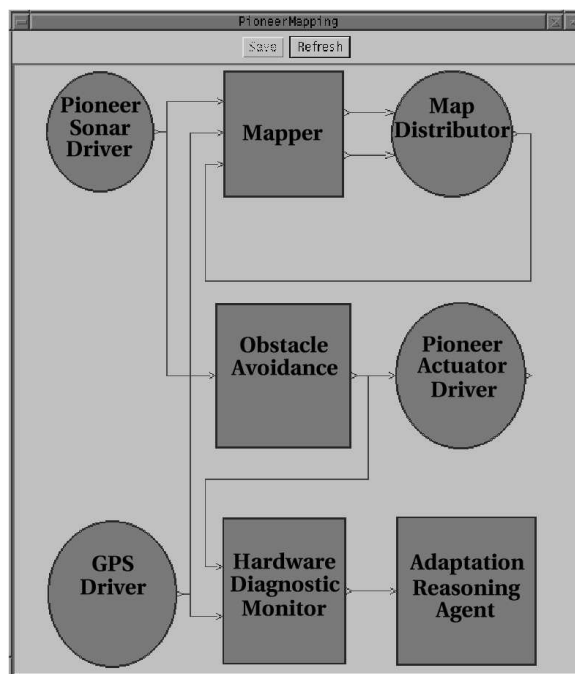 PioneerMapping
Save
Refresh
Pioneer
Sonar
Driver
Mapper
Map
Distributor
Obstacle
Avoidance
Pioneer
Actuator
Driver
GPS
Driver
Hardware
Diagnostic
Monitor
Adaptation
Reasoning
Agent